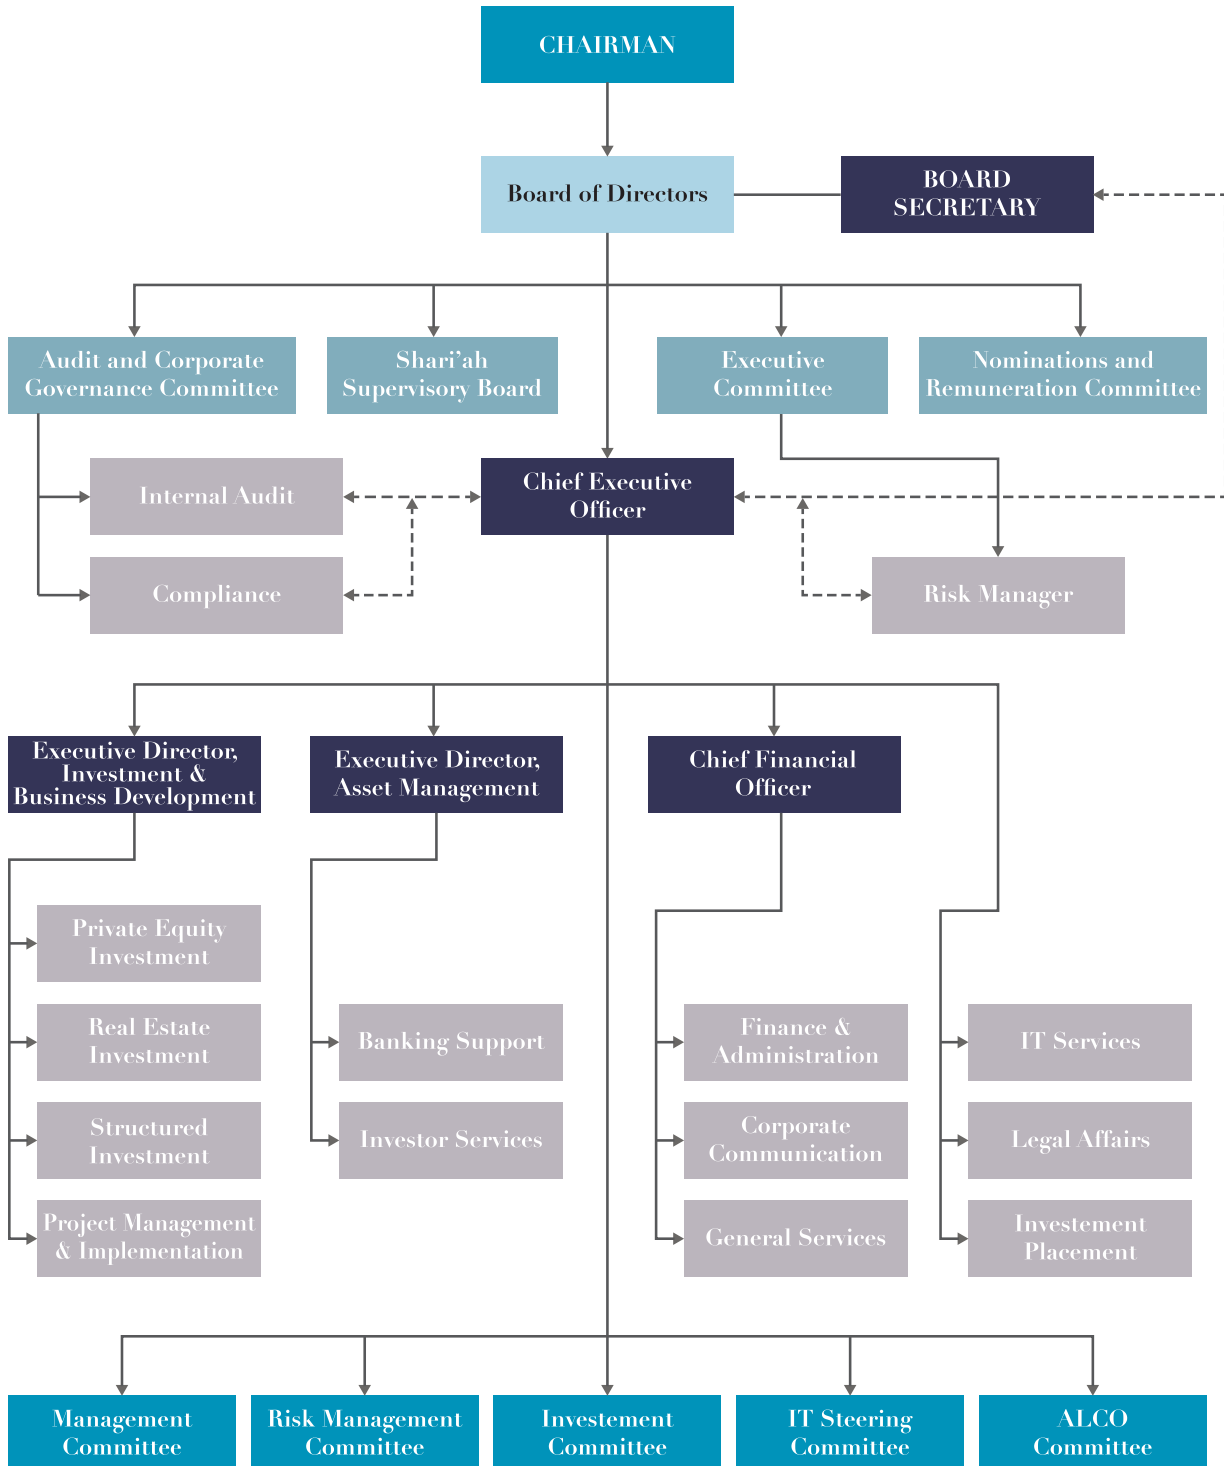 CHAIRMAN
Board of Directors
BOARD
SECRETARY
Audit and Corporate
Governance Committee
Shari'ah
Supervisory Board
Executive
Committee
Nominations and
Remuneration Committee
Internal Audit
Chief Executive
Officer
Compliance
Risk Manager
Executive Director,
Investment &
Business Development
Executive Director,
Asset Management
Chief Financial
Officer
Private Equity
Investment
Real Estate
Investment
Structured
Investment
Project Management
& Implementation
Banking Support
Investor Services
Finance &
Administration
Corporate
Communication
General Services
IT Services
Legal Affairs
Investement
Placement
Management
Committee
Risk Management
Committee
Investement
Committee
IT Steering
Committee
ALCO
Committee